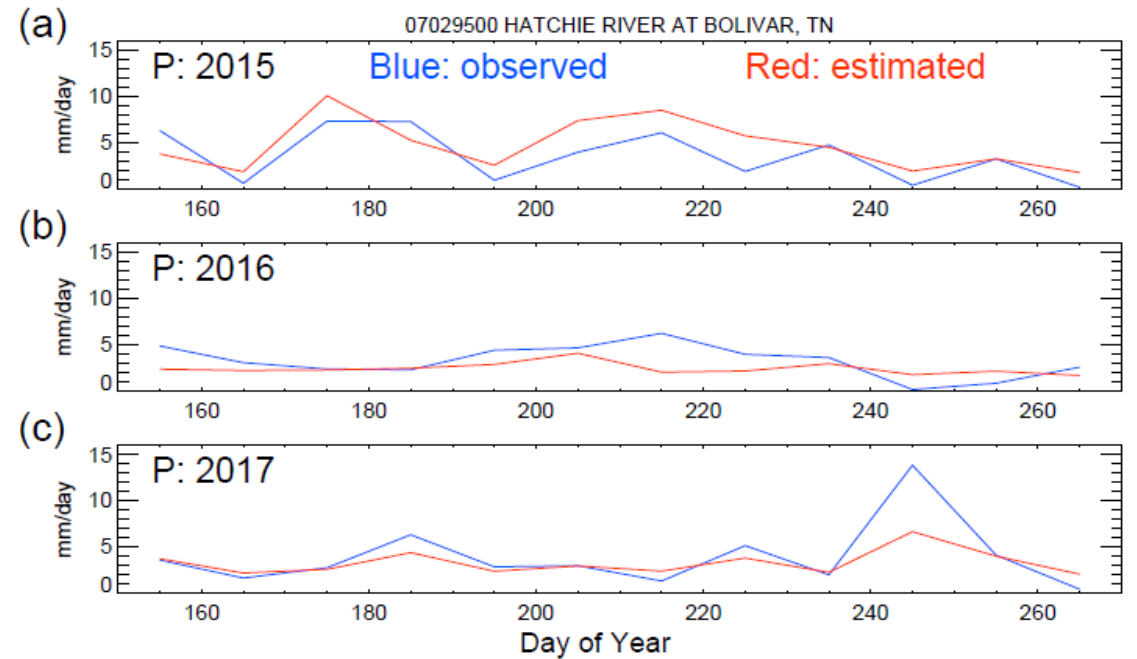 (a)
07029500 HATCHIE RIVER AT BOLIVAR, TN
P: 2015 Blue: observed Red: estimated
mm/day
15
10
5
0
160 180 200 220 240 260
(b)
P: 2016
mm/day
15
10
5
0
160 180 200 220 240 260
(c)
P: 2017
mm/day
15
10
5
0
160 180 200 220 240 260
Day of Year